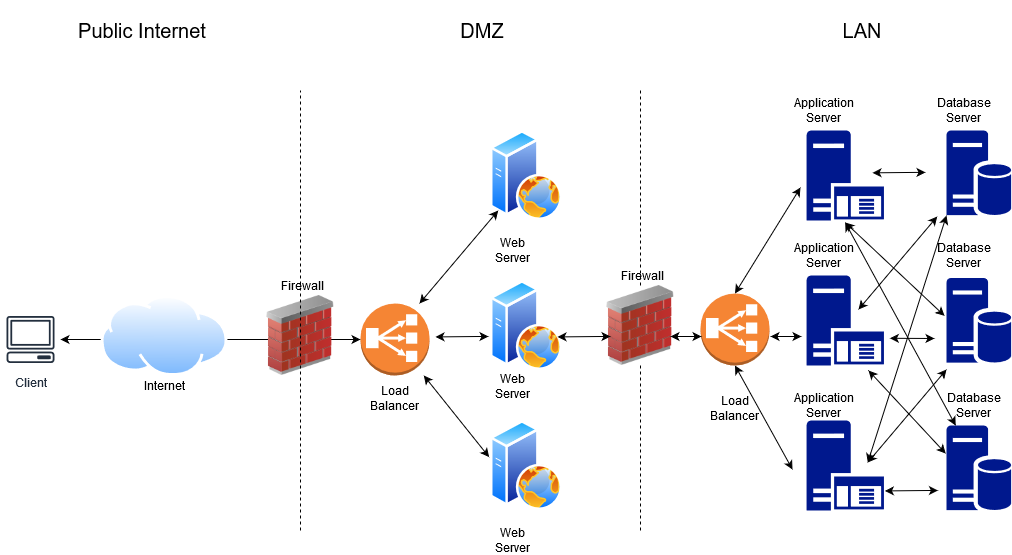 Public Internet
DMZ
LAN
Application
Server
Database
Server
Web
Server
Application
Server
Database
Server
Firewall
Firewall
Client
Internet
Load
Balancer
Web
Server
Load
Balancer
Application
Server
Database
Server
Web
Server